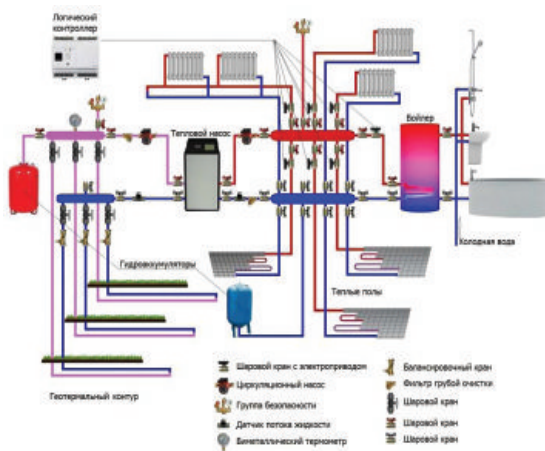 Логический
контроллер
Тепловой насос
Бойлер
Колодная вода
Гидроаккумуляторы
Теплые полы
Геотермальный контур
Шаровой кран с электроприводом
Циркуляционный насос
Группа безопасности
Датчик потока жидкости
Биметаллический термометр
Балансировочный кран
Фильтр грубой очистки
Шаровой кран
Шаровой кран
Шаровой кран